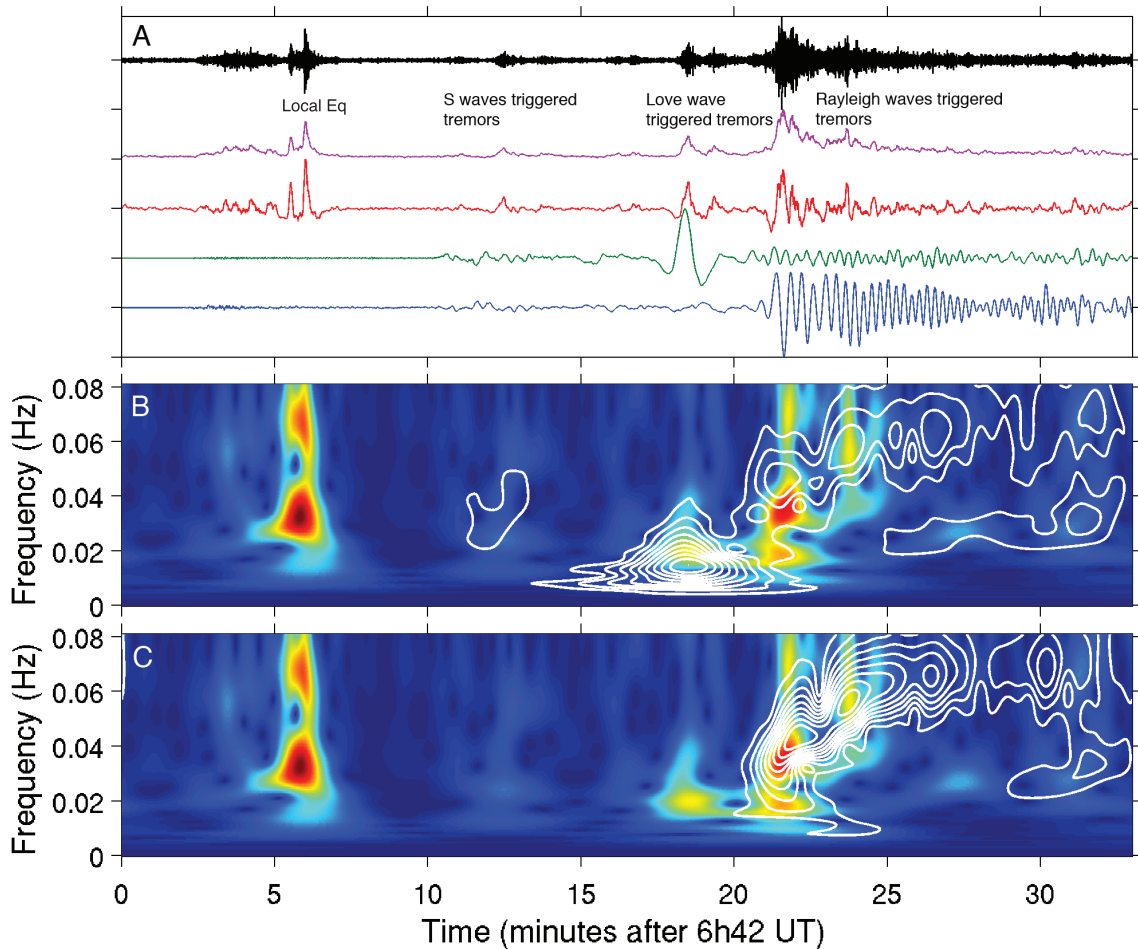 A
Local Eq
S waves triggered
tremors
Love wave
triggered tremors
Rayleigh waves triggered
tremors
B
Frequency (Hz)
0.08
0.06
0.04
0.02
0
C
Frequency (Hz)
0.08
0.06
0.04
0.02
0
0 5 10 15 20 25 30
Time (minutes after 6h42 UT)